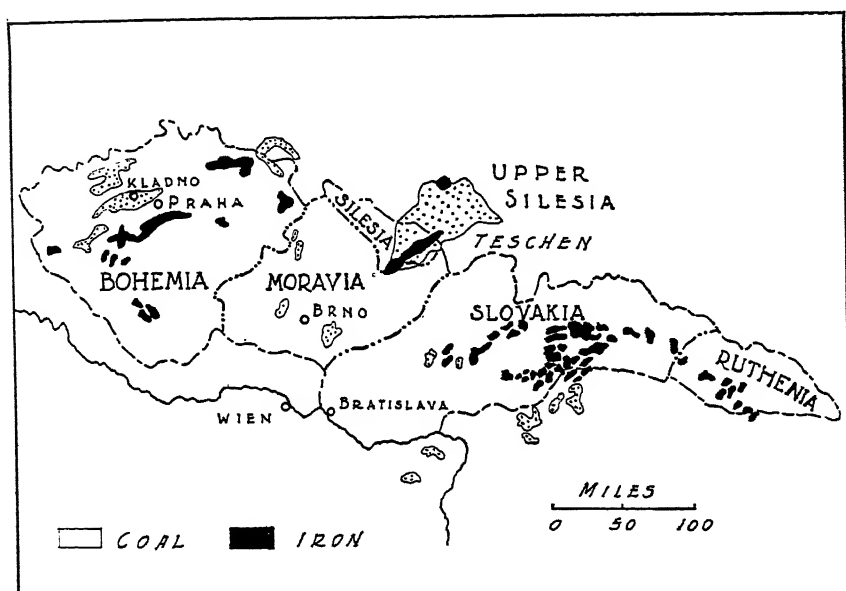 UPPER
SILESIA
KLADNO
PRAHA
SILESIA
TESCHEN
BOHEMIA
MORAVIA
BRNO
SLOVAKIA
RUTHENIA
WIEN
BRATISLAVA
MILES
0 50 100
COAL IRON